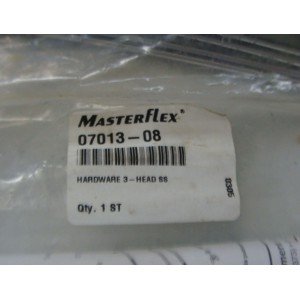 MASTERFLEX®
07013-08
HARDWARE 3-HEAD SS
Qty. 1 ST